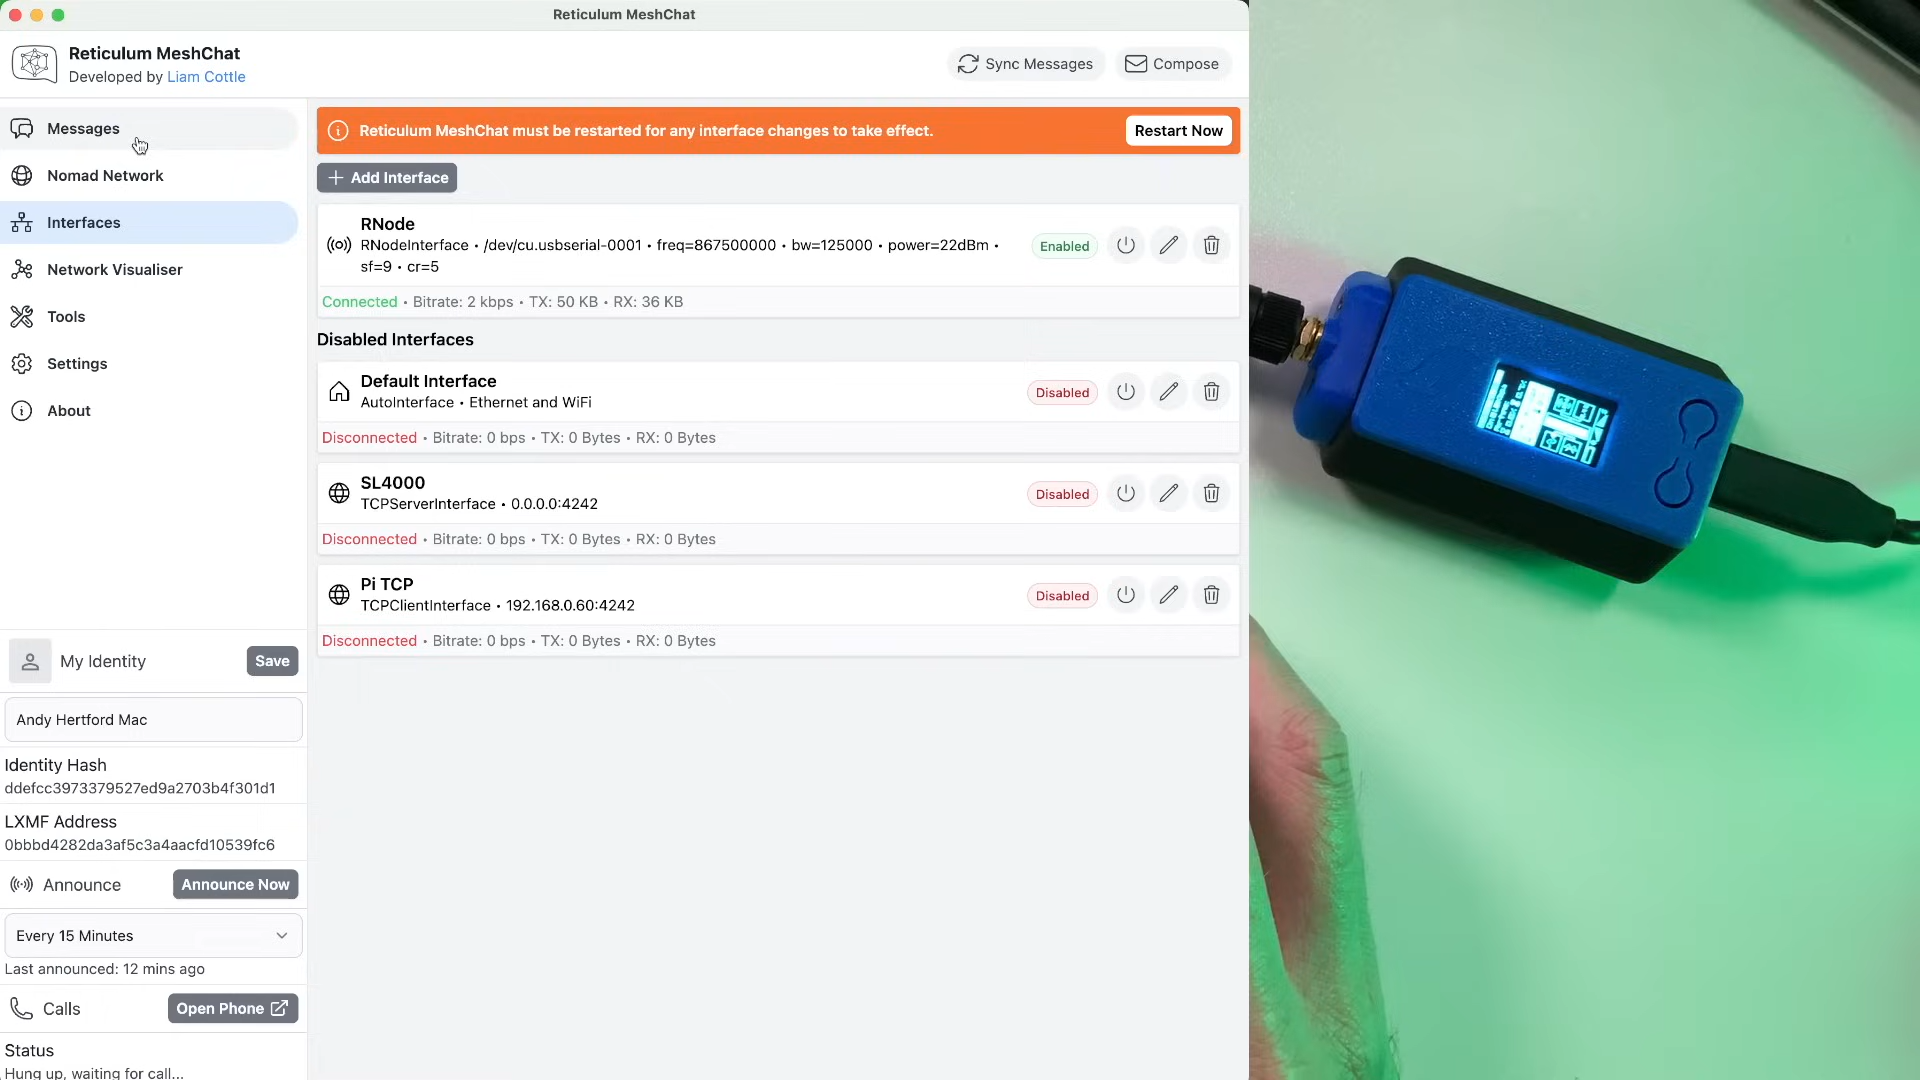 Reticulum MeshChat
Reticulum MeshChat
Developed by Liam Cottle
Sync Messages
Compose
Messages
Nomad Network
Interfaces
Network Visualiser
Tools
Settings
About
Reticulum MeshChat must be restarted for any interface changes to take effect.
Restart Now
Add Interface
RNode
RNodeInterface • /dev/cu.usbserial-0001 • freq=867500000 • bw=125000 • power=22dBm •
sf=9 • cr=5
Enabled
Connected • Bitrate: 2 kbps • TX: 50 KB • RX: 36 KB
Disabled Interfaces
Default Interface
AutoInterface • Ethernet and WiFi
Disabled
Disconnected • Bitrate: 0 bps • TX: 0 Bytes • RX: 0 Bytes
SL4000
TCPServerInterface • 0.0.0.0:4242
Disabled
Disconnected • Bitrate: 0 bps • TX: 0 Bytes • RX: 0 Bytes
Pi TCP
TCPClientInterface • 192.168.0.60:4242
Disabled
Disconnected • Bitrate: 0 bps • TX: 0 Bytes • RX: 0 Bytes
My Identity
Save
Andy Hertford Mac
Identity Hash
ddefcc3973379527ed9a2703b4f301d1
LXMF Address
0bbbd4282da3af5c3a4aacfd10539fc6
Announce
Announce Now
Every 15 Minutes
Last announced: 12 mins ago
Calls
Open Phone
Status
Hung up, waiting for call...